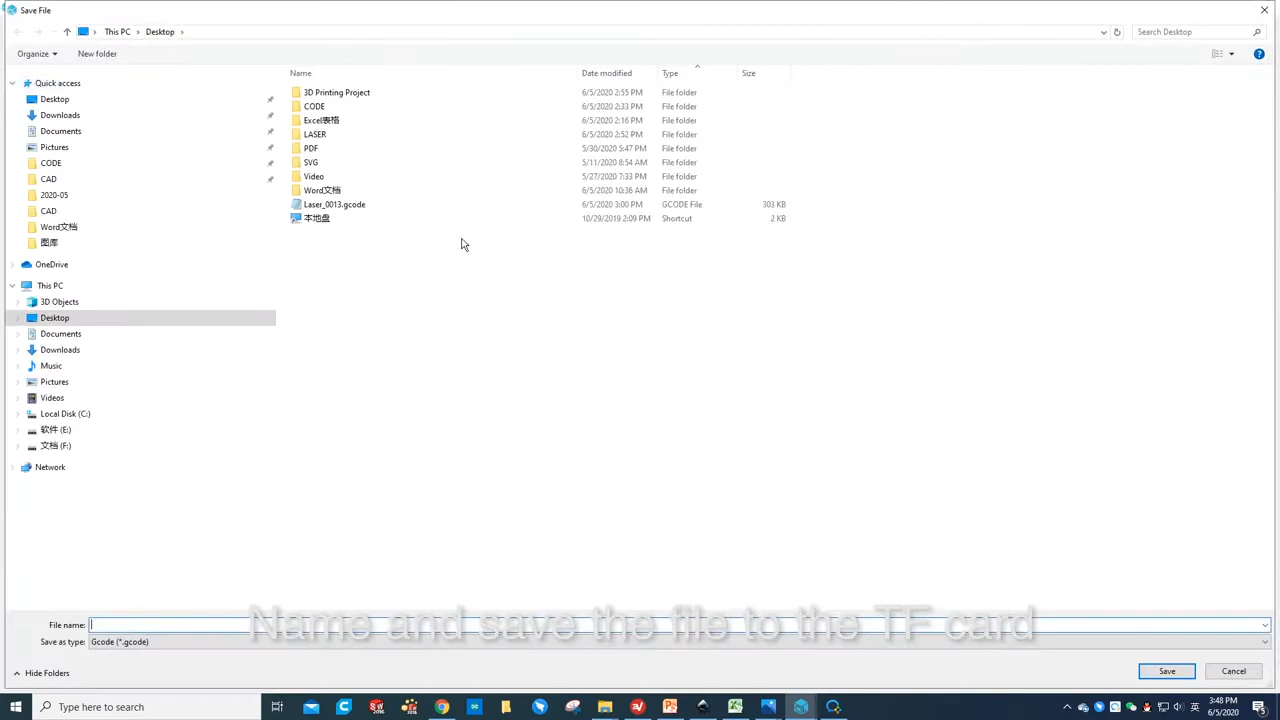 Save File
This PC > Desktop >
Search Desktop
Organize
New folder
Name
Date modified
Type
Size
3D Printing Project 6/5/2020 2:55 PM File folder
CODE 6/5/2020 2:33 PM File folder
Excel表格 6/5/2020 2:16 PM File folder
LASER 6/5/2020 2:52 PM File folder
PDF 5/30/2020 5:47 PM File folder
SVG 5/11/2020 8:54 AM File folder
Video 5/27/2020 7:33 PM File folder
Word文档 6/5/2020 10:36 AM File folder
Laser_0013.gcode 6/5/2020 3:00 PM GCODE File 303 KB
本地盘 10/29/2019 2:09 PM Shortcut 2 KB
Quick access
Desktop
Downloads
Documents
Pictures
CODE
CAD
2020-05
CAD
Word文档
图库
OneDrive
This PC
3D Objects
Desktop
Documents
Downloads
Music
Pictures
Videos
Local Disk (C:)
软件 (E:)
文档 (F:)
Network
File name:
Name and save the file to the TF card
Save as type: Gcode (*.gcode)
Hide Folders
Save
Cancel
Type here to search
3:48 PM
6/5/2020